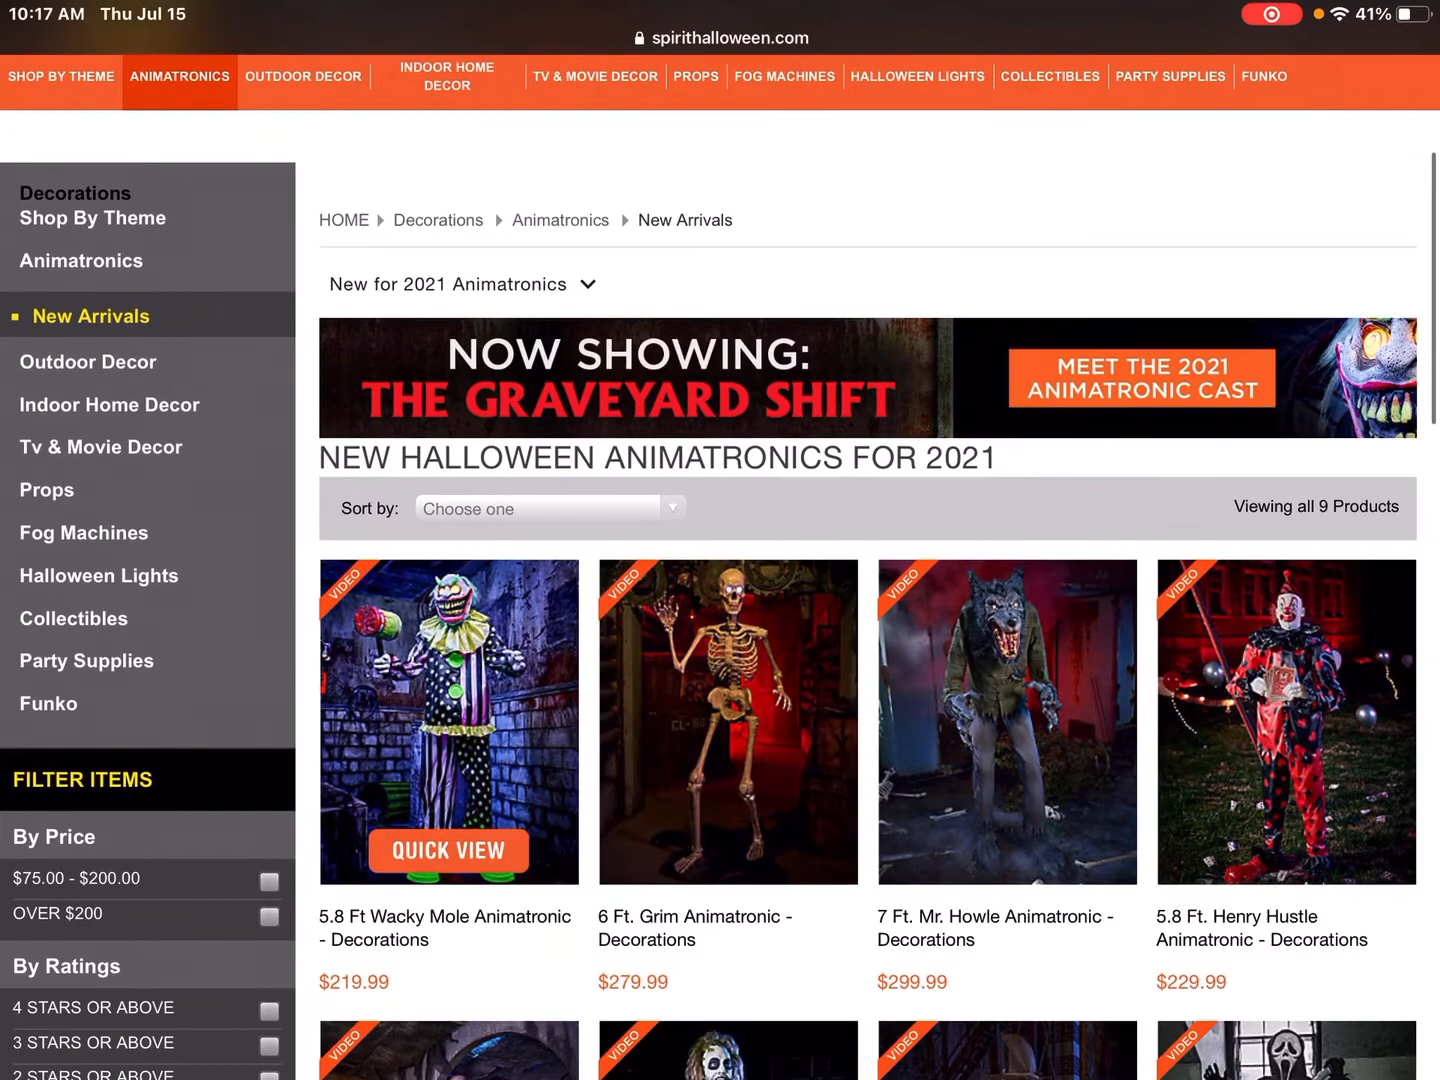 10:17 AM Thu Jul 15
41%
spirithalloween.com
SHOP BY THEME
ANIMATRONICS
OUTDOOR DECOR
INDOOR HOME
DECOR
TV & MOVIE DECOR
PROPS
FOG MACHINES
HALLOWEEN LIGHTS
COLLECTIBLES
PARTY SUPPLIES
FUNKO
Decorations
Shop By Theme
Animatronics
New Arrivals
Outdoor Decor
Indoor Home Decor
Tv & Movie Decor
Props
Fog Machines
Halloween Lights
Collectibles
Party Supplies
Funko
FILTER ITEMS
By Price
$75.00 - $200.00
OVER $200
By Ratings
4 STARS OR ABOVE
3 STARS OR ABOVE
2 STARS OR ABOVE
HOME Decorations Animatronics New Arrivals
New for 2021 Animatronics
NOW SHOWING:
THE GRAVEYARD SHIFT
MEET THE 2021
ANIMATRONIC CAST
NEW HALLOWEEN ANIMATRONICS FOR 2021
Sort by: Choose one
Viewing all 9 Products
VIDEO
QUICK VIEW
5.8 Ft Wacky Mole Animatronic
- Decorations
$219.99
VIDEO
6 Ft. Grim Animatronic -
Decorations
$279.99
VIDEO
7 Ft. Mr. Howle Animatronic -
Decorations
$299.99
VIDEO
5.8 Ft. Henry Hustle
Animatronic - Decorations
$229.99
VIDEO
VIDEO
VIDEO
VIDEO